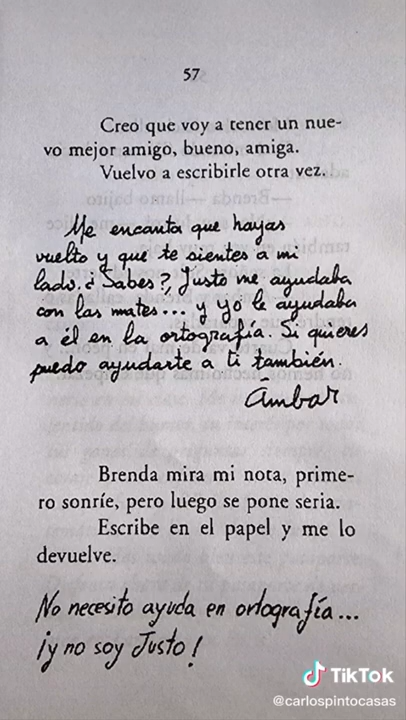 57
Creo que voy a tener un nue-
vo mejor amigo, bueno, amiga.
Vuelvo a escribirle otra vez.
Me encanta que hayas
vuelto y que te sientes a mi
lado. ¿Sabes?, Justo me ayudaba
con las mates... y yo le ayudaba
a él en la ortografía. Si quieres
puedo ayudarte a ti también.
Ámbar
Brenda mira mi nota, prime-
ro sonríe, pero luego se pone seria.
Escribe en el papel y me lo
devuelve.
No necesito ayuda en ortografía...
¡y no soy Justo!
TikTok
@carlospintocasas